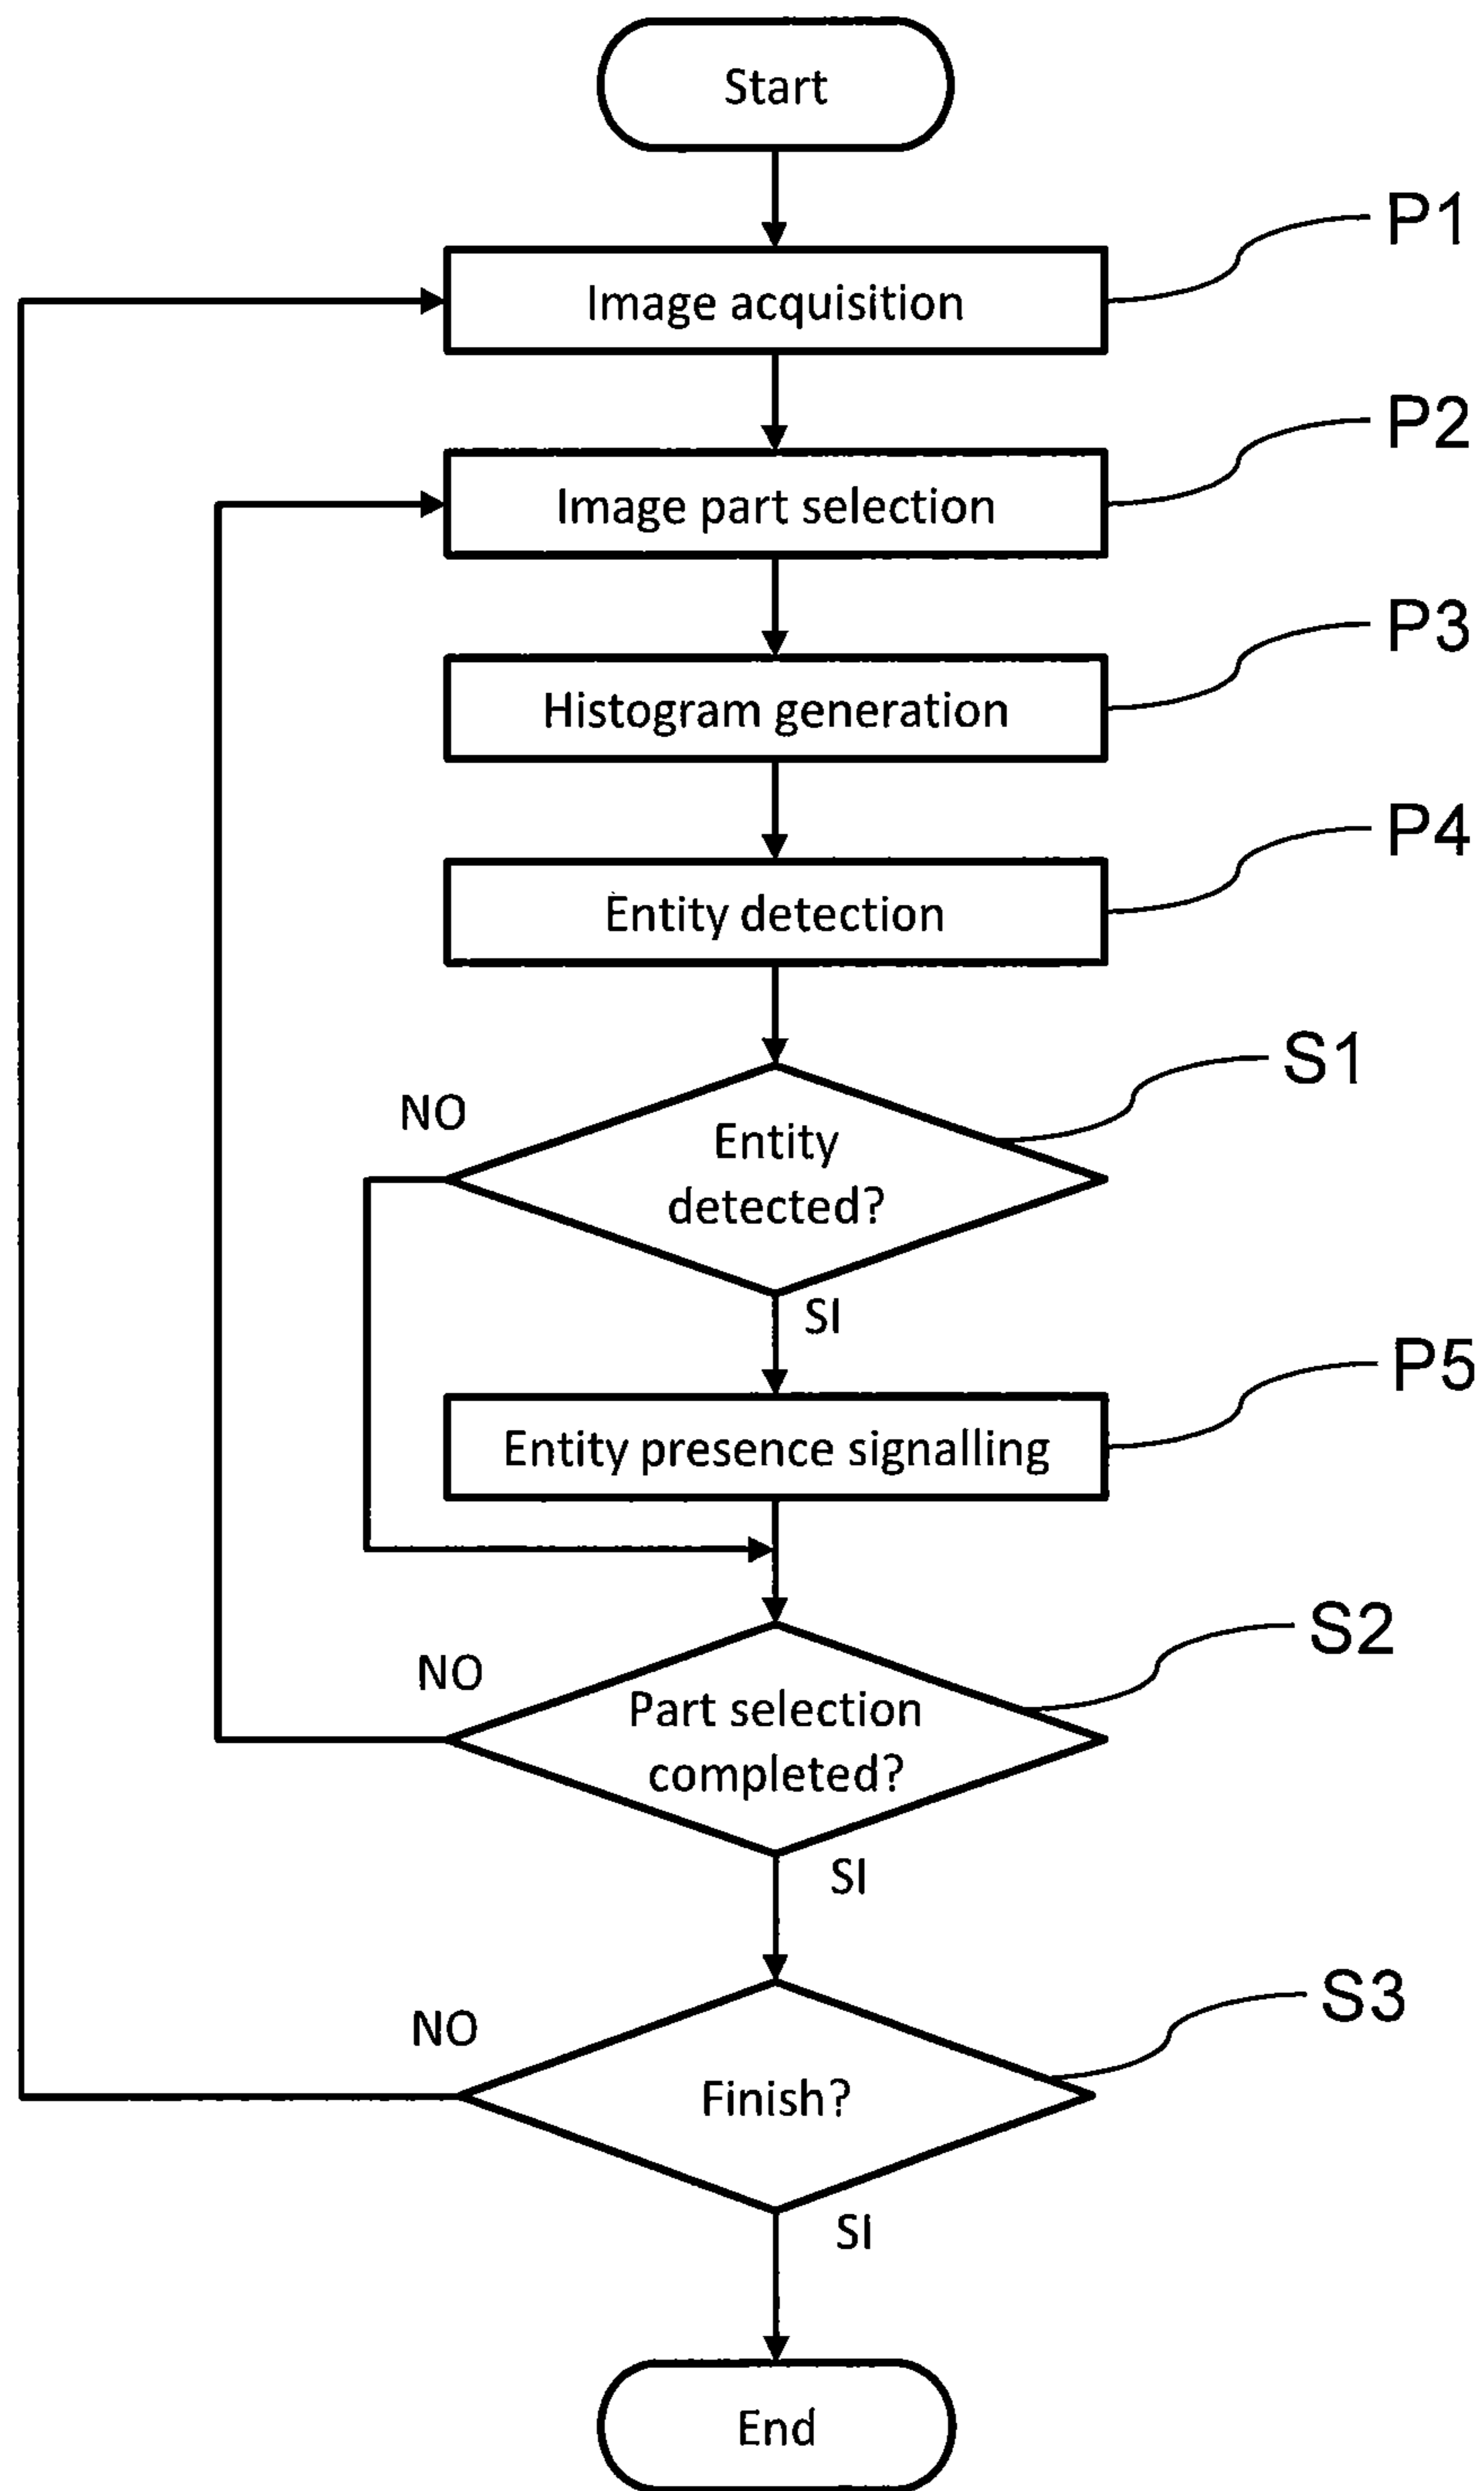 Start
P1
Image acquisition
P2
Image part selection
P3
Histogram generation
P4
Entity detection
S1
NO
Entity
detected?
SI
P5
Entity presence signalling
S2
NO
Part selection
completed?
SI
S3
NO
Finish?
SI
End